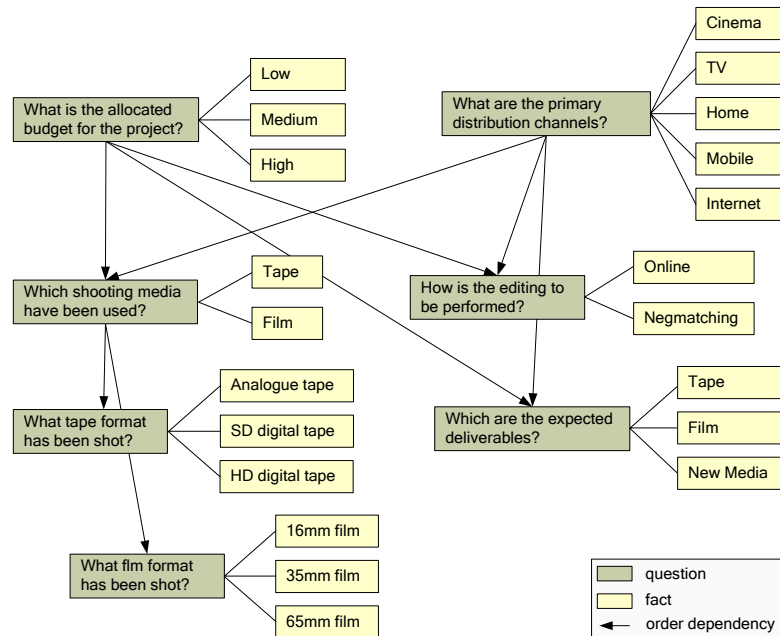 Cinema
TV
Home
Mobile
Internet
Low
Medium
High
What is the allocated
budget for the project?
What are the primary
distribution channels?
Tape
Film
Which shooting media
have been used?
Online
Negmatching
How is the editing to
be performed?
Analogue tape
SD digital tape
HD digital tape
What tape format
has been shot?
Tape
Film
New Media
Which are the expected
deliverables?
16mm film
35mm film
65mm film
What flm format
has been shot?
question
fact
order dependency